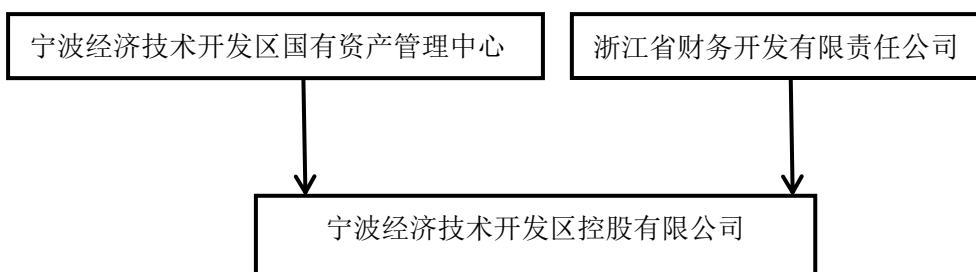 宁波经济技术开发区国有资产管理中心
浙江省财务开发有限责任公司
宁波经济技术开发区控股有限公司